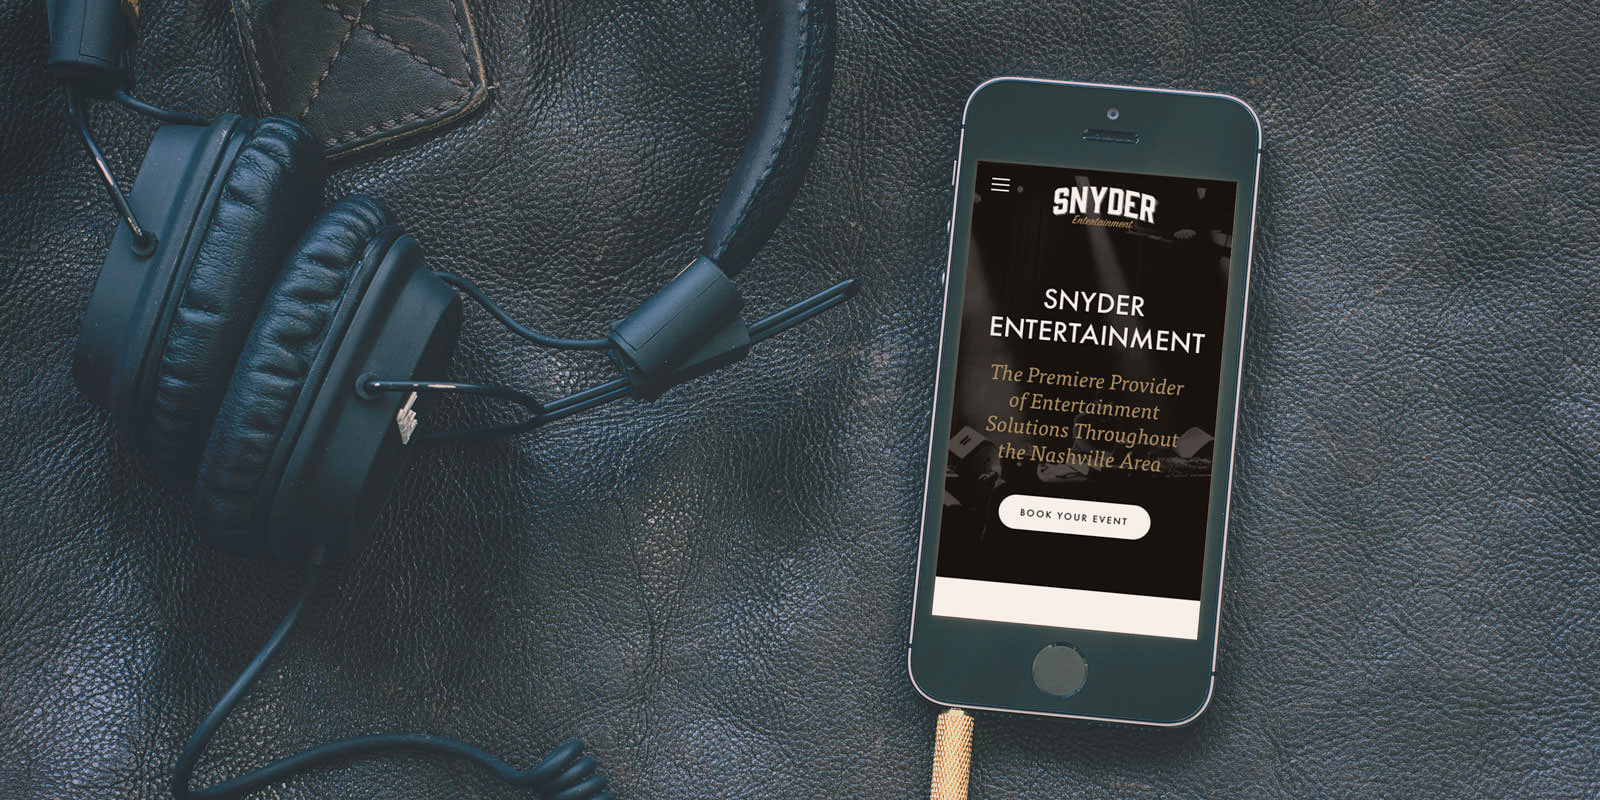 SNYDER
Entertainment
SNYDER
ENTERTAINMENT
The Premiere Provider
of Entertainment
Solutions Throughout
the Nashville Area
BOOK YOUR EVENT